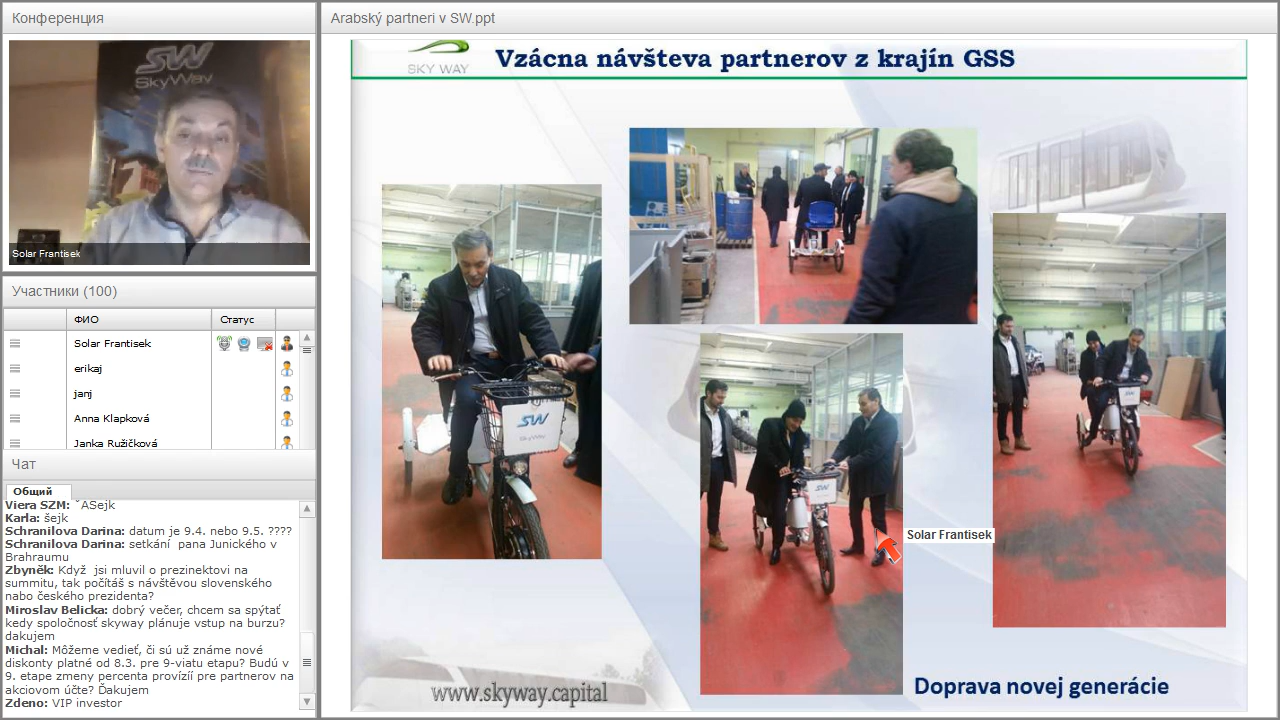 Конференция
SW
SkyWay
Solar Frantisek
Участники (100)
ФИО
Статус
Solar Frantisek
erikaj
janj
Anna Klapková
Janka Ružičková
Чат
Общий
Viera SZM: ˇASejk
Karla: šejk
Schranilova Darina: datum je 9.4. nebo 9.5. ????
Schranilova Darina: setkání pana Junického v
Brahraumu
Zbyněk: Když jsi mluvil o prezinektovi na
summitu, tak počítáš s návštěvou slovenského
nabo českého prezidenta?
Miroslav Belicka: dobrý večer, chcem sa spýtať
kedy spoločnosť skyway plánuje vstup na burzu?
dakujem
Michal: Môžeme vedieť, či sú už známe nové
diskonty platné od 8.3. pre 9-viatu etapu? Budú v
9. etape zmeny percenta provízíí pre partnerov na
akciovom účte? Ďakujem
Zdeno: VIP investor
Arabský partneri v SW.ppt
SKY WAY
Vzácna návšteva partnerov z krajín GSS
SW
SkyWay
SW
SW
Solar Frantisek
www.skyway.capital
Doprava novej generácie